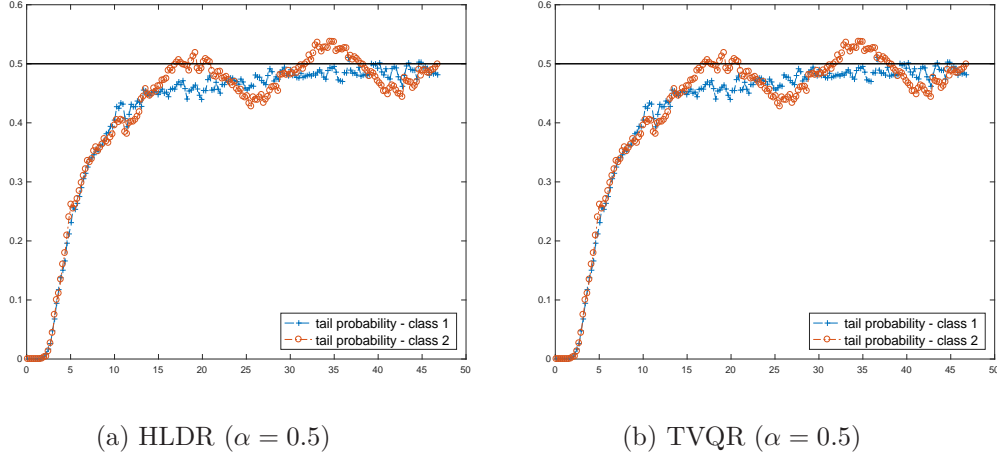 0.6
0.5
0.4
0.3
0.2
0.1
0
0 5 10 15 20 25 30 35 40 45 50
tail probability - class 1
tail probability - class 2
(a) HLDR (α = 0.5)
0.6
0.5
0.4
0.3
0.2
0.1
0
0 5 10 15 20 25 30 35 40 45 50
tail probability - class 1
tail probability - class 2
(b) TVQR (α = 0.5)